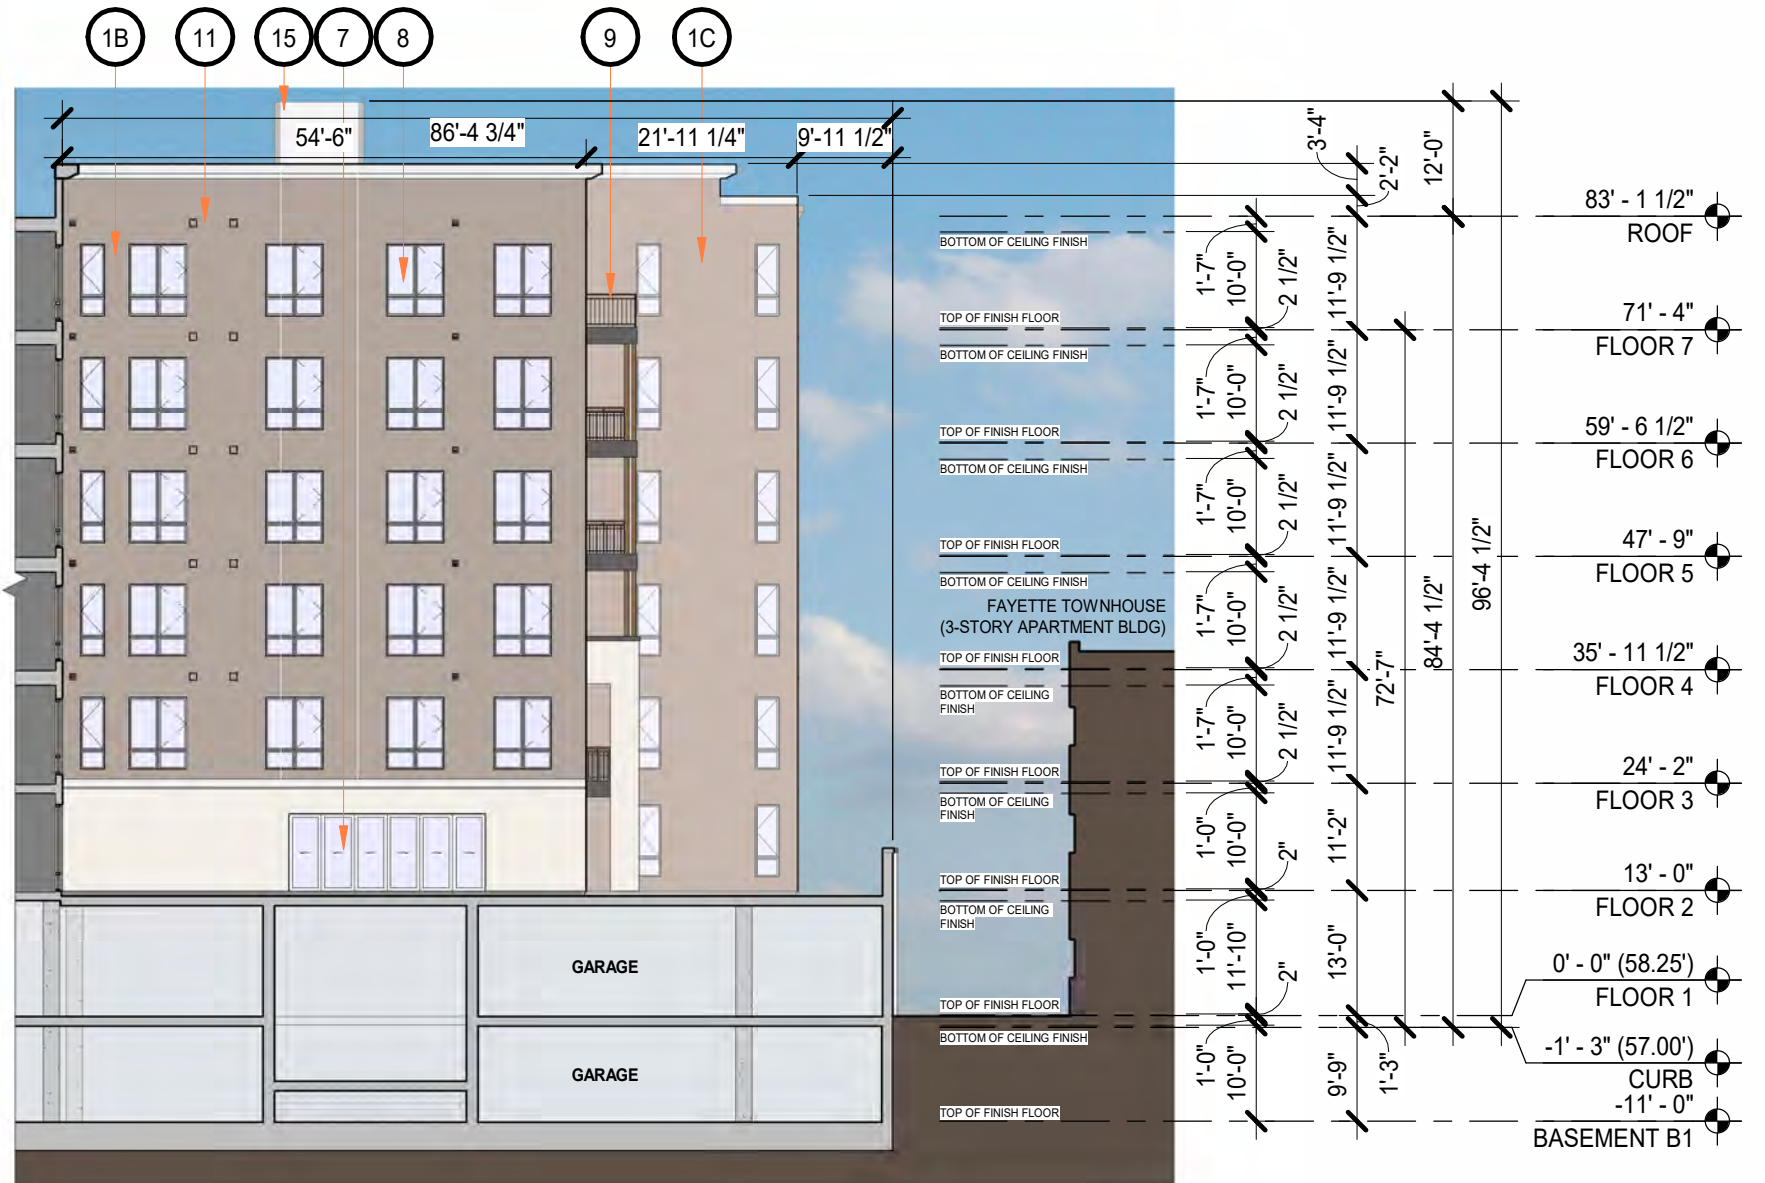 1B 11 15 7 8 9 1C
54'-6" 86'-4 3/4" 21'-11 1/4" 9'-11 1/2"
3'-4" 2'-2" 12'-0"
83' - 1 1/2"
ROOF
BOTTOM OF CEILING FINISH
1'-7" 10'-0" 2 1/2" 11'-9 1/2"
TOP OF FINISH FLOOR
71' - 4"
FLOOR 7
BOTTOM OF CEILING FINISH
1'-7" 10'-0" 2 1/2" 11'-9 1/2"
TOP OF FINISH FLOOR
59' - 6 1/2"
FLOOR 6
BOTTOM OF CEILING FINISH
1'-7" 10'-0" 2 1/2" 11'-9 1/2"
TOP OF FINISH FLOOR
47' - 9"
FLOOR 5
BOTTOM OF CEILING FINISH
1'-7" 10'-0" 2 1/2" 11'-9 1/2"
72'-7" 84'-4 1/2" 96'-4 1/2"
FAYETTE TOWNHOUSE
(3-STORY APARTMENT BLDG)
TOP OF FINISH FLOOR
35' - 11 1/2"
FLOOR 4
BOTTOM OF CEILING
FINISH
1'-7" 10'-0" 2 1/2" 11'-9 1/2"
TOP OF FINISH FLOOR
24' - 2"
FLOOR 3
BOTTOM OF CEILING
FINISH
1'-0" 10'-0" 2" 11'-2"
TOP OF FINISH FLOOR
13' - 0"
FLOOR 2
BOTTOM OF CEILING
FINISH
1'-0" 11'-10" 2" 13'-0"
GARAGE
0' - 0" (58.25')
FLOOR 1
TOP OF FINISH FLOOR
BOTTOM OF CEILING FINISH
1'-0" 10'-0" 9'-9" 1'-3"
-1' - 3" (57.00')
CURB
GARAGE
-11' - 0"
TOP OF FINISH FLOOR
BASEMENT B1